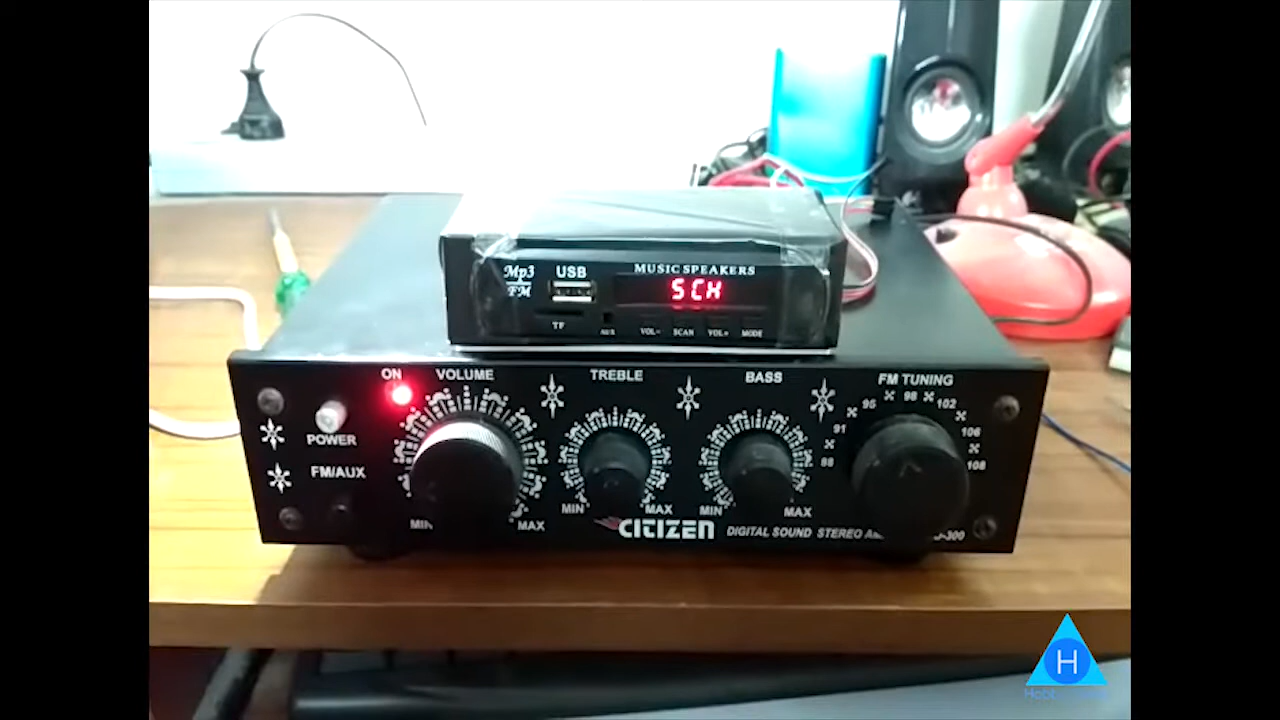 Mp3
FM
USB
MUSIC SPEAKERS
SCH
TF
AUX
VOL-
SCAN
VOL+
MODE
ON
VOLUME
TREBLE
BASS
FM TUNING
POWER
FM/AUX
88
91
95
98
102
106
108
MIN
MAX
MIN
MAX
MIN
MAX
CITIZEN
DIGITAL SOUND STEREO
H